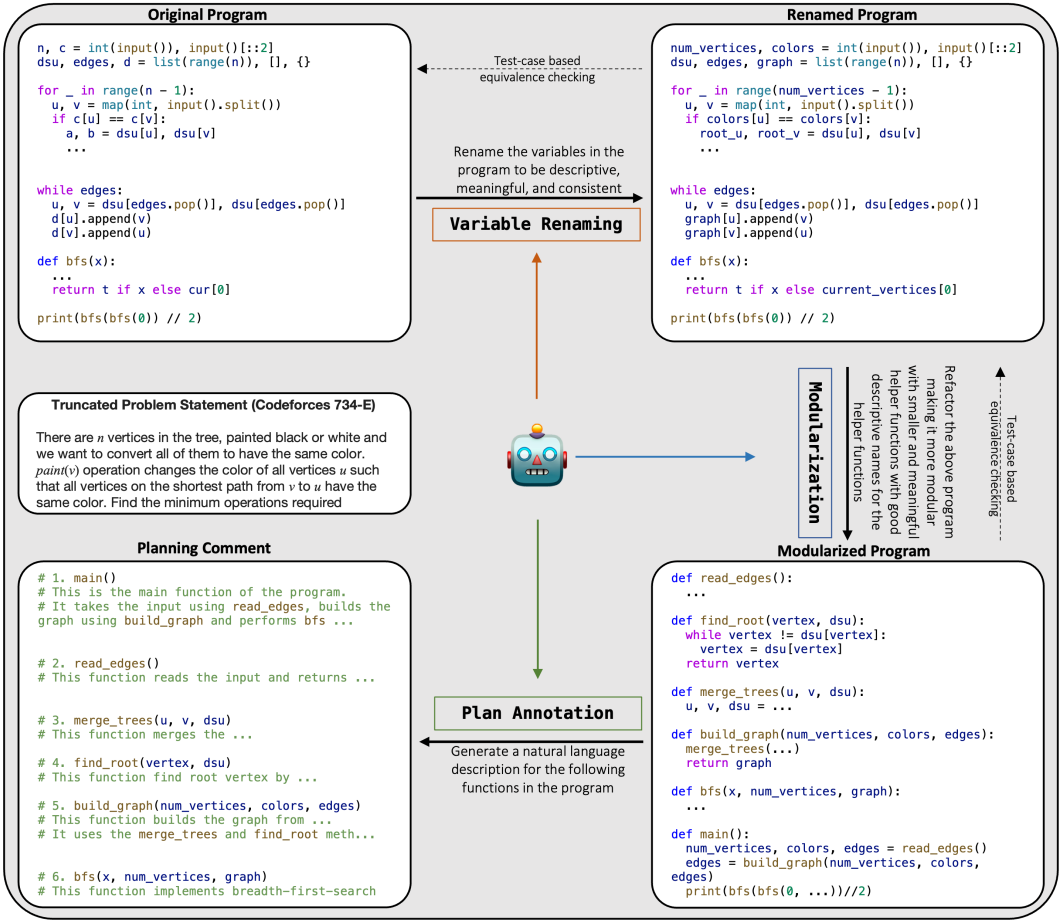 Original Program
n, c = int(input()), input()[::2]
dsu, edges, d = list(range(n)), [], {}
for _ in range(n - 1):
u, v = map(int, input().split())
if c[u] == c[v]:
a, b = dsu[u], dsu[v]
...
while edges:
u, v = dsu[edges.pop()], dsu[edges.pop()]
d[u].append(v)
d[v].append(u)
def bfs(x):
...
return t if x else cur[0]
print(bfs(bfs(0)) // 2)
Test-case based
equivalence checking
Rename the variables in the
program to be descriptive,
meaningful, and consistent
Variable Renaming
Renamed Program
num_vertices, colors = int(input()), input()[::2]
dsu, edges, graph = list(range(n)), [], {}
for _ in range(num_vertices - 1):
u, v = map(int, input().split())
if colors[u] == colors[v]:
root_u, root_v = dsu[u], dsu[v]
...
while edges:
u, v = dsu[edges.pop()], dsu[edges.pop()]
graph[u].append(v)
graph[v].append(u)
def bfs(x):
...
return t if x else current_vertices[0]
print(bfs(bfs(0)) // 2)
Truncated Problem Statement (Codeforces 734-E)
There are n vertices in the tree, painted black or white and
we want to convert all of them to have the same color.
paint(v) operation changes the color of all vertices u such
that all vertices on the shortest path from v to u have the
same color. Find the minimum operations required
Modularization
Refactor the above program
making it more modular
with smaller and meaningful
helper functions with good
descriptive names for the
helper functions
Test-case based
equivalence checking
Planning Comment
# 1. main()
# This is the main function of the program.
# It takes the input using read_edges, builds the
graph using build_graph and performs bfs ...
# 2. read_edges()
# This function reads the input and returns ...
# 3. merge_trees(u, v, dsu)
# This function merges the ...
# 4. find_root(vertex, dsu)
# This function find root vertex by ...
# 5. build_graph(num_vertices, colors, edges)
# This function builds the graph from ...
# It uses the merge_trees and find_root meth...
# 6. bfs(x, num_vertices, graph)
# This function implements breadth-first-search
Plan Annotation
Generate a natural language
description for the following
functions in the program
Modularized Program
def read_edges():
...
def find_root(vertex, dsu):
while vertex != dsu[vertex]:
vertex = dsu[vertex]
return vertex
def merge_trees(u, v, dsu):
u, v, dsu = ...
def build_graph(num_vertices, colors, edges):
merge_trees(...)
return graph
def bfs(x, num_vertices, graph):
...
def main():
num_vertices, colors, edges = read_edges()
edges = build_graph(num_vertices, colors,
edges)
print(bfs(bfs(0, ...))//2)